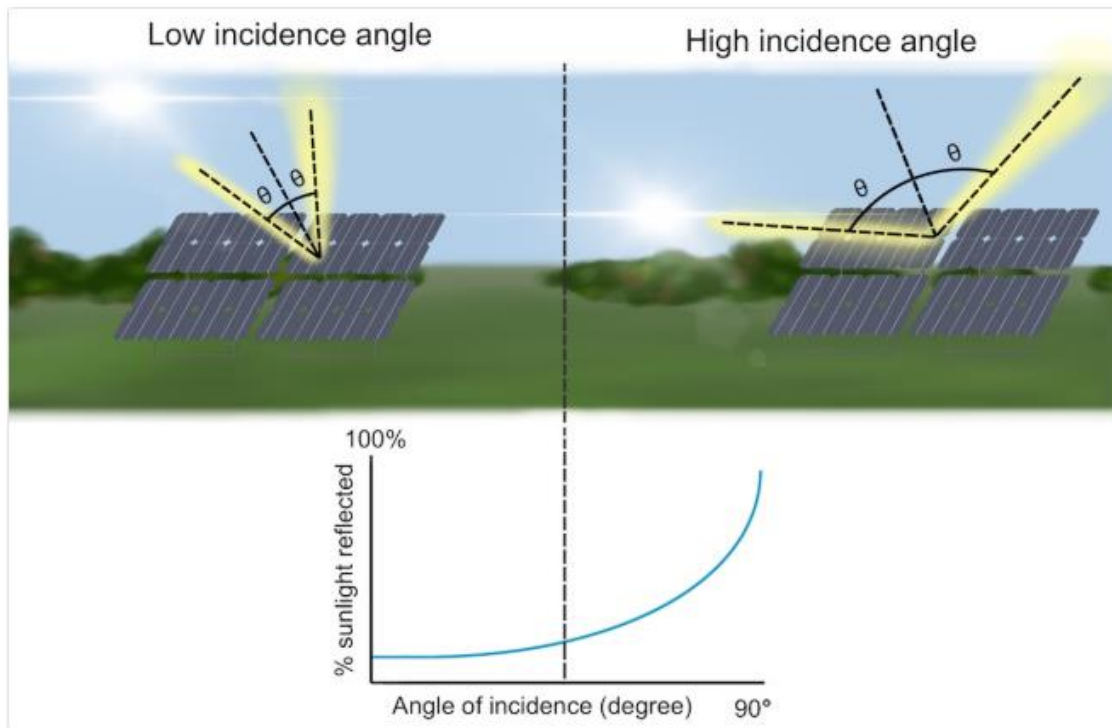 Low incidence angle
High incidence angle
θ
θ
θ
θ
100%
% sunlight reflected
Angle of incidence (degree)
90°